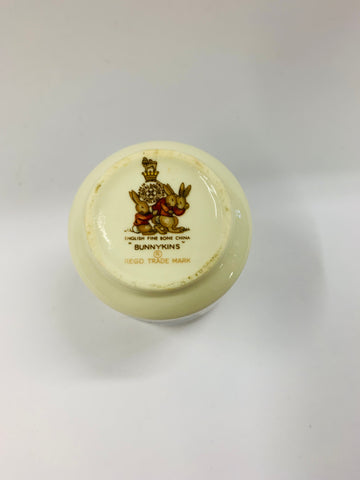 ENGLISH FINE BONE CHINA
"BUNNYKINS"
®
REGD TRADE MARK